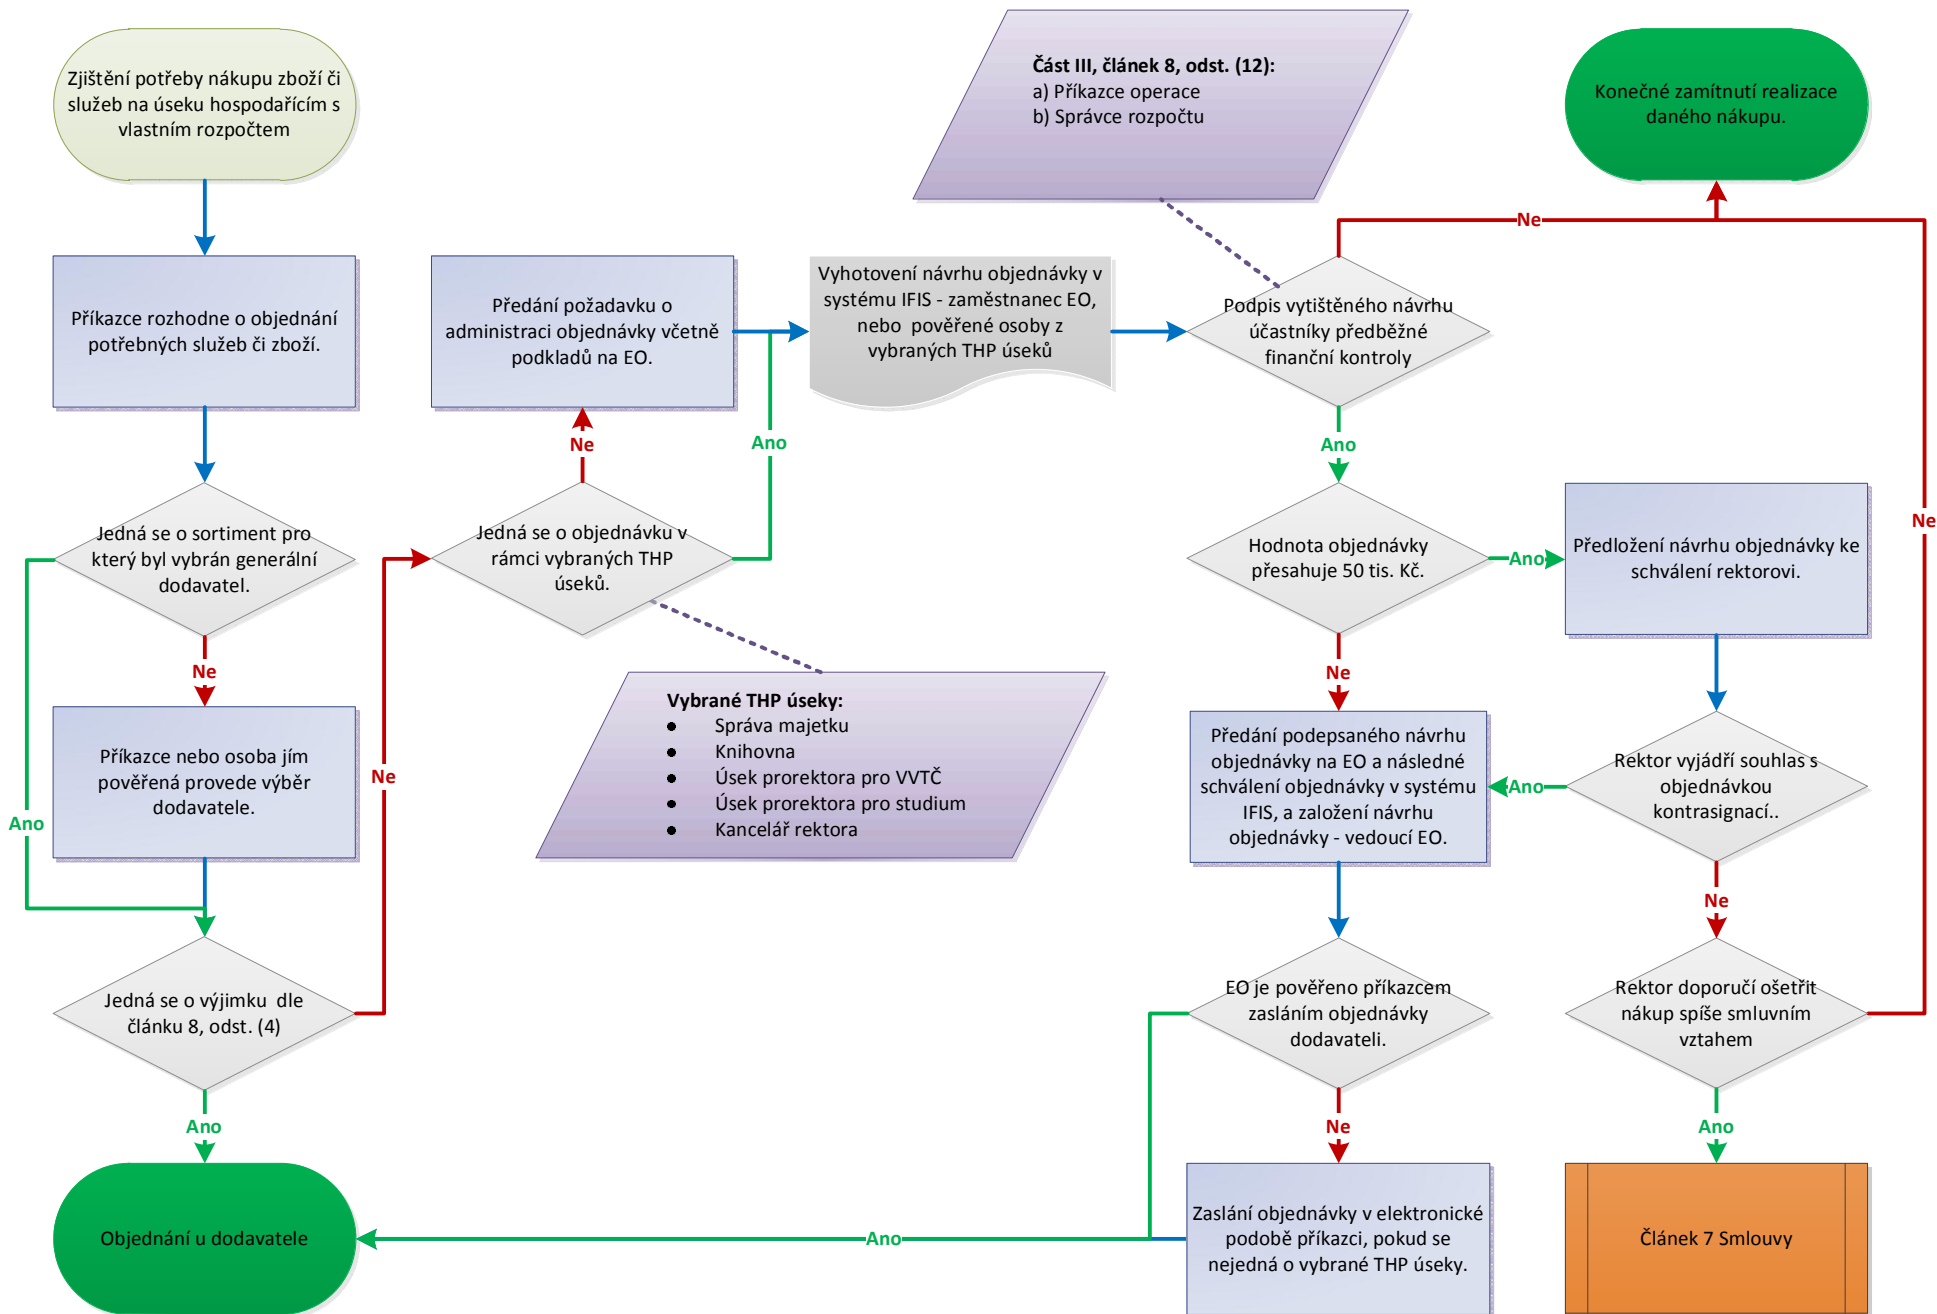 Zjištění potřeby nákupu zboží či
služeb na úseku hospodařícím s
vlastním rozpočtem
Část III, článek 8, odst. (12):
a) Příkazce operace
b) Správce rozpočtu
Konečné zamítnutí realizace
daného nákupu.
Ne
Příkazce rozhodne o objednání
potřebných služeb či zboží.
Předání požadavku o
administraci objednávky včetně
podkladů na EO.
Vyhotovení návrhu objednávky v
systému IFIS - zaměstnanec EO,
nebo pověřené osoby z
vybraných THP úseků
Podpis vytištěného návrhu
účastníky předběžné
finanční kontroly
Ne
Ano
Ano
Ne
Jedná se o sortiment pro
který byl vybrán generální
dodavatel.
Jedná se o objednávku v
rámci vybraných THP
úseků.
Hodnota objednávky
přesahuje 50 tis. Kč.
Ano
Předložení návrhu objednávky ke
schválení rektorovi.
Ne
Ne
Vybrané THP úseky:
● Správa majetku
● Knihovna
● Úsek prorektora pro VVTČ
● Úsek prorektora pro studium
● Kancelář rektora
Příkazce nebo osoba jím
pověřená provede výběr
dodavatele.
Ne
Ano
Předání podepsaného návrhu
objednávky na EO a následné
schválení objednávky v systému
IFIS, a založení návrhu
objednávky - vedoucí EO.
Ano
Rektor vyjádří souhlas s
objednávkou
kontrasignací..
Ne
Jedná se o výjimku dle
článku 8, odst. (4)
EO je pověřeno příkazcem
zasláním objednávky
dodavateli.
Rektor doporučí ošetřit
nákup spíše smluvním
vztahem
Ano
Ne
Ano
Objednání u dodavatele
Ano
Zaslání objednávky v elektronické
podobě příkazci, pokud se
nejedná o vybrané THP úseky.
Článek 7 Smlouvy